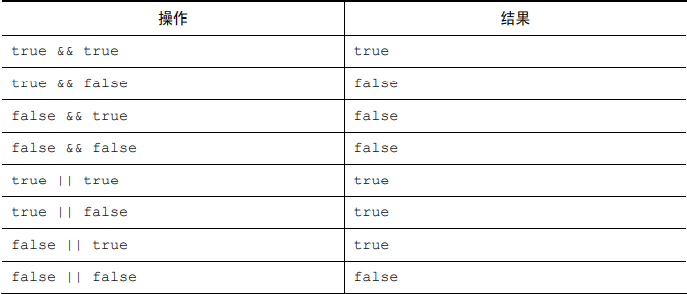 操作 结果
true && true true
true && false false
false && true false
false && false false
true || true true
true || false true
false || true true
false || false false